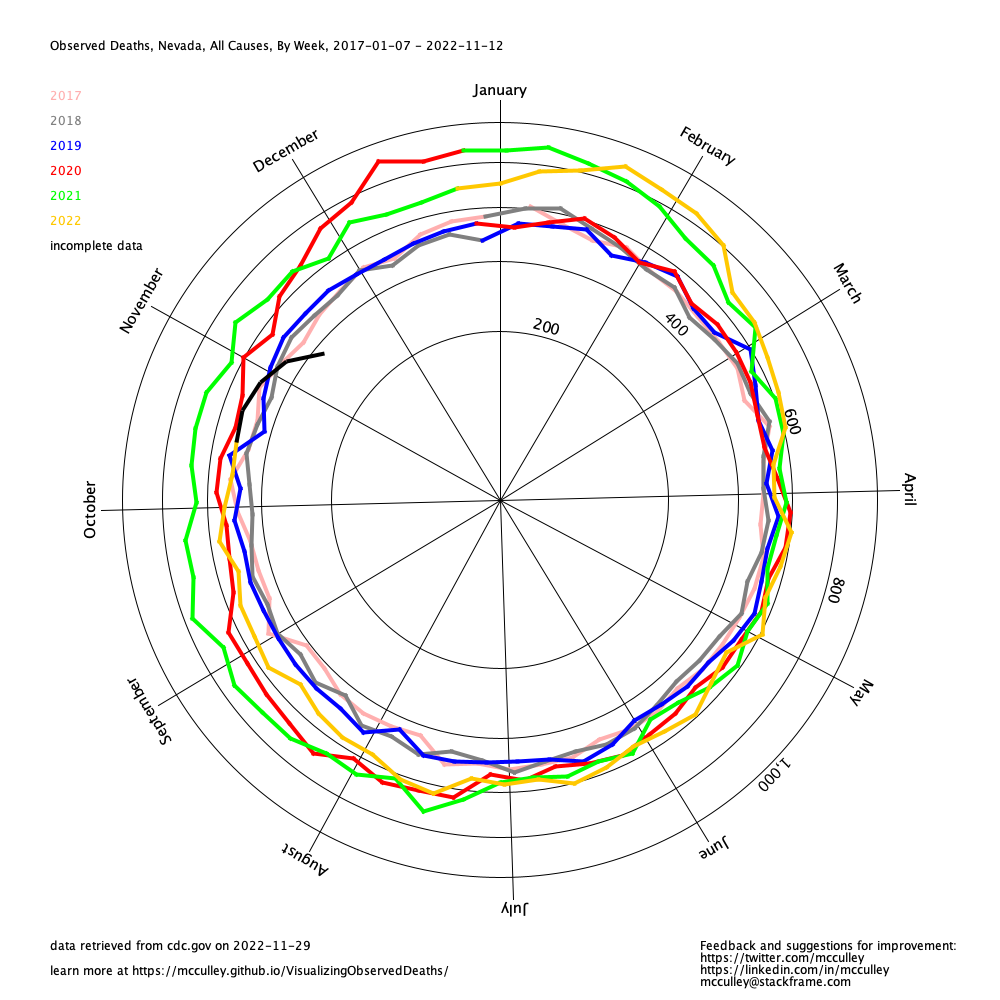 Observed Deaths, Nevada, All Causes, By Week, 2017-01-07 - 2022-11-12
January
2017
2018
2019
2020
2021
2022
incomplete data
December
February
November
March
200
400
600
October
April
800
September
May
1,000
August
June
July
data retrieved from cdc.gov on 2022-11-29
learn more at https://mcculley.github.io/VisualizingObservedDeaths/
Feedback and suggestions for improvement:
https://twitter.com/mcculley
https://linkedin.com/in/mcculley
mcculley@stackframe.com